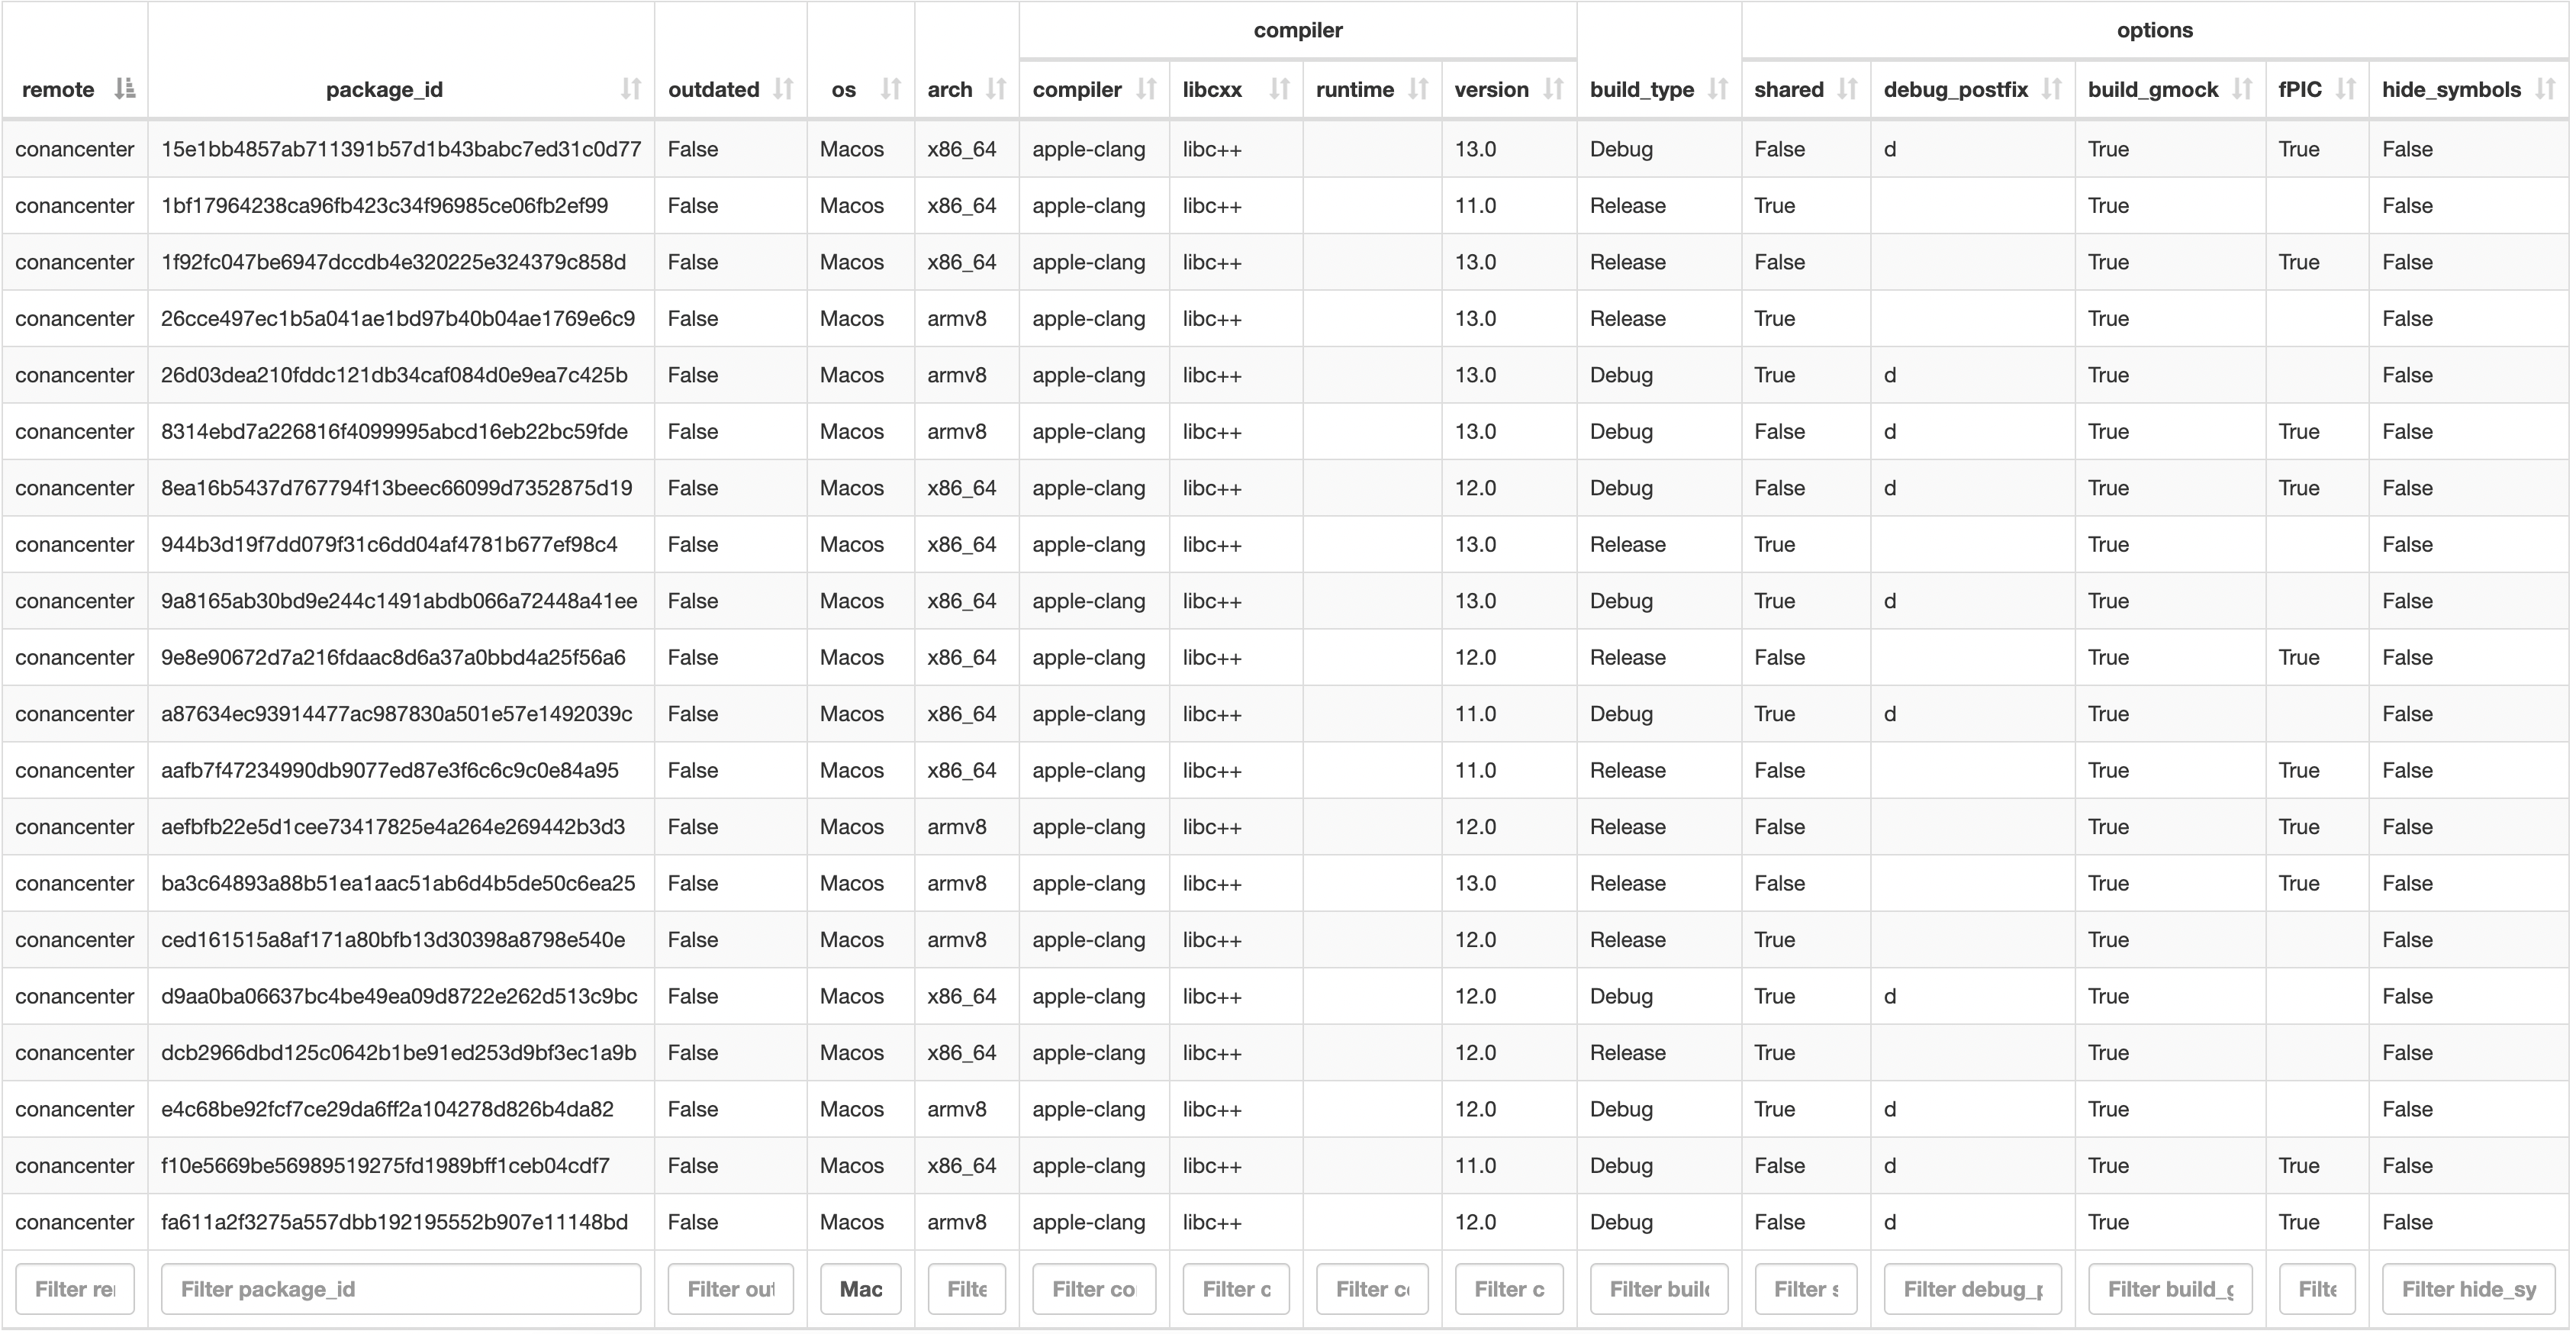 compiler options
remote package_id outdated os arch compiler libcxx runtime version build_type shared debug_postfix build_gmock fPIC hide_symbols
conancenter 15e1bb4857ab711391b57d1b43babc7ed31c0d77 False Macos x86_64 apple-clang libc++ 13.0 Debug False d True True False
conancenter 1bf17964238ca96fb423c34f96985ce06fb2ef99 False Macos x86_64 apple-clang libc++ 11.0 Release True True False
conancenter 1f92fc047be6947dccdb4e320225e324379c858d False Macos x86_64 apple-clang libc++ 13.0 Release False True True False
conancenter 26cce497ec1b5a041ae1bd97b40b04ae1769e6c9 False Macos armv8 apple-clang libc++ 13.0 Release True True False
conancenter 26d03dea210fddc121db34caf084d0e9ea7c425b False Macos armv8 apple-clang libc++ 13.0 Debug True d True False
conancenter 8314ebd7a226816f4099995abcd16eb22bc59fde False Macos armv8 apple-clang libc++ 13.0 Debug False d True True False
conancenter 8ea16b5437d767794f13beec66099d7352875d19 False Macos x86_64 apple-clang libc++ 12.0 Debug False d True True False
conancenter 944b3d19f7dd079f31c6dd04af4781b677ef98c4 False Macos x86_64 apple-clang libc++ 13.0 Release True True False
conancenter 9a8165ab30bd9e244c1491abdb066a72448a41ee False Macos x86_64 apple-clang libc++ 13.0 Debug True d True False
conancenter 9e8e90672d7a216fdaac8d6a37a0bbd4a25f56a6 False Macos x86_64 apple-clang libc++ 12.0 Release False True True False
conancenter a87634ec93914477ac987830a501e57e1492039c False Macos x86_64 apple-clang libc++ 11.0 Debug True d True False
conancenter aafb7f47234990db9077ed87e3f6c6c9c0e84a95 False Macos x86_64 apple-clang libc++ 11.0 Release False True True False
conancenter aefbfb22e5d1cee73417825e4a264e269442b3d3 False Macos armv8 apple-clang libc++ 12.0 Release False True True False
conancenter ba3c64893a88b51ea1aac51ab6d4b5de50c6ea25 False Macos armv8 apple-clang libc++ 13.0 Release False True True False
conancenter ced161515a8af171a80bfb13d30398a8798e540e False Macos armv8 apple-clang libc++ 12.0 Release True True False
conancenter d9aa0ba06637bc4be49ea09d8722e262d513c9bc False Macos x86_64 apple-clang libc++ 12.0 Debug True d True False
conancenter dcb2966dbd125c0642b1be91ed253d9bf3ec1a9b False Macos x86_64 apple-clang libc++ 12.0 Release True True False
conancenter e4c68be92fcf7ce29da6ff2a104278d826b4da82 False Macos armv8 apple-clang libc++ 12.0 Debug True d True False
conancenter f10e5669be56989519275fd1989bff1ceb04cdf7 False Macos x86_64 apple-clang libc++ 11.0 Debug False d True True False
conancenter fa611a2f3275a557dbb192195552b907e11148bd False Macos armv8 apple-clang libc++ 12.0 Debug False d True True False
Filter re Filter package_id Filter out Mac Filte Filter co Filter c Filter c Filter c Filter build Filter s Filter debug_p Filter build_g Filte Filter hide_sy